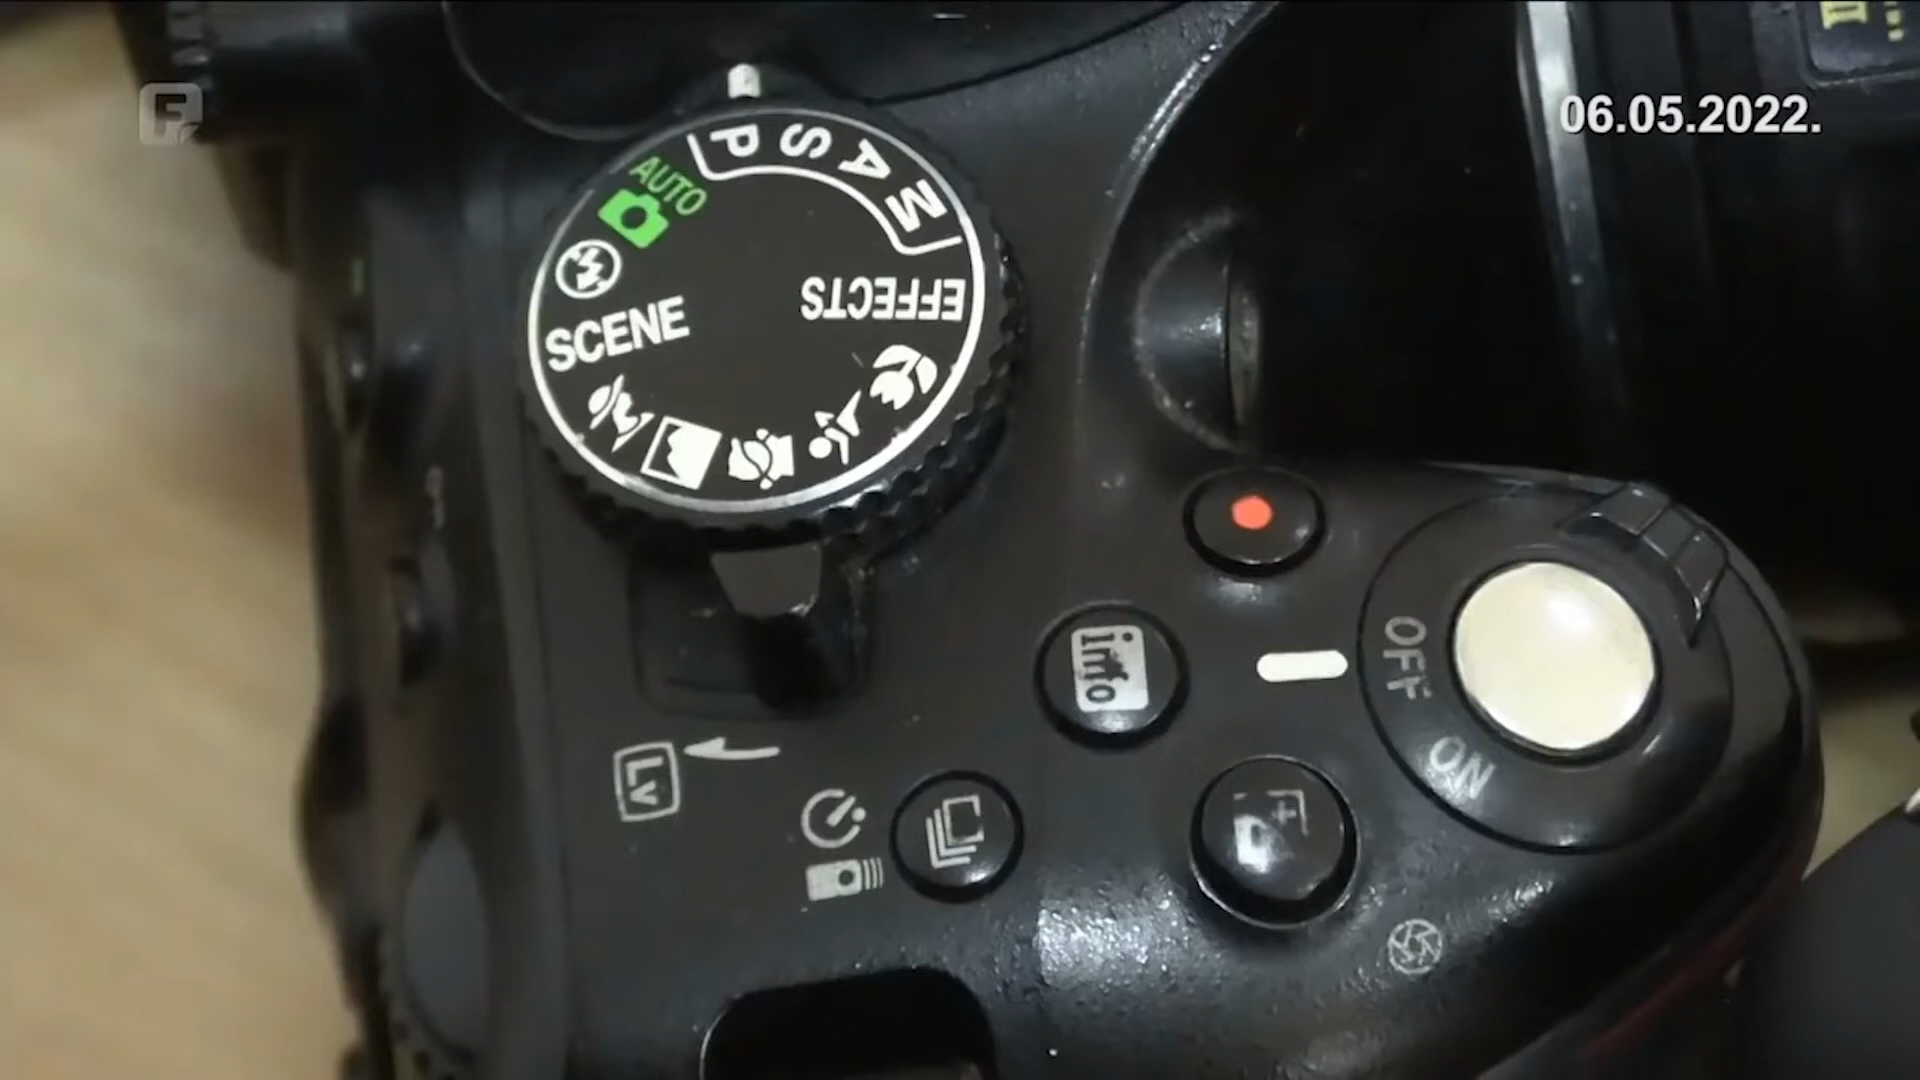 F
06.05.2022.
P
S
A
M
AUTO
SCENE
EFFECTS
info
OFF
ON
Lv